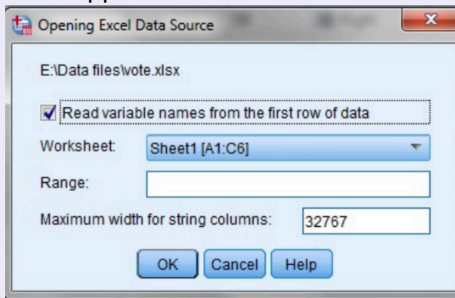 Opening Excel Data Source
E:\Data files\vote.xlsx
Read variable names from the first row of data
Worksheet: Sheet1 [A1:C6]
Range:
Maximum width for string columns: 32767
OK Cancel Help